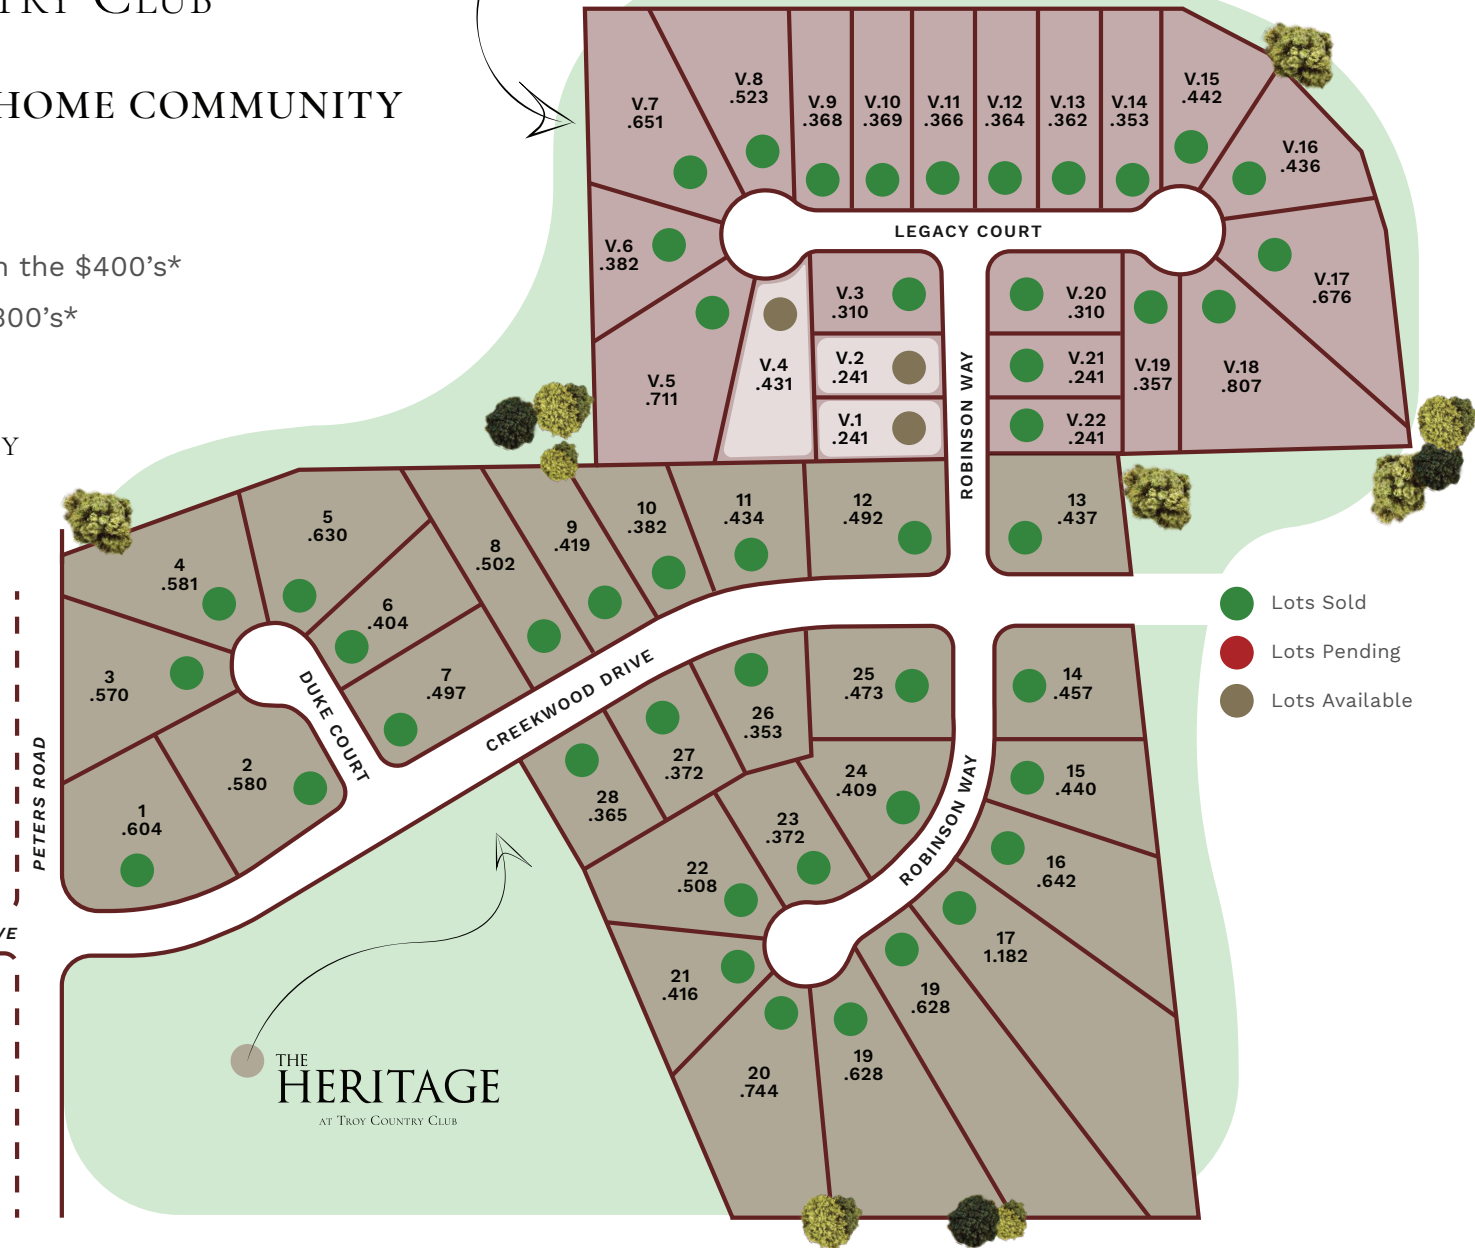 TRY CLUB
HOME COMMUNITY
n the $400's*
300's*
Y
V.7
.651
V.8
.523
V.9
.368
V.10
.369
V.11
.366
V.12
.364
V.13
.362
V.14
.353
V.15
.442
V.16
.436
V.6
.382
LEGACY COURT
V.17
.676
V.5
.711
V.4
.431
V.3
.310
V.2
.241
V.1
.241
ROBINSON WAY
V.20
.310
V.21
.241
V.22
.241
V.19
.357
V.18
.807
4
.581
5
.630
6
.404
8
.502
9
.419
10
.382
11
.434
12
.492
13
.437
Lots Sold
Lots Pending
Lots Available
3
.570
7
.497
DUKE COURT
CREEKWOOD DRIVE
PETERS ROAD
2
.580
1
.604
VE
28
.365
27
.372
26
.353
25
.473
24
.409
23
.372
22
.508
21
.416
20
.744
19
.628
19
.628
17
1.182
16
.642
15
.440
14
.457
ROBINSON WAY
THE
HERITAGE
AT TROY COUNTRY CLUB